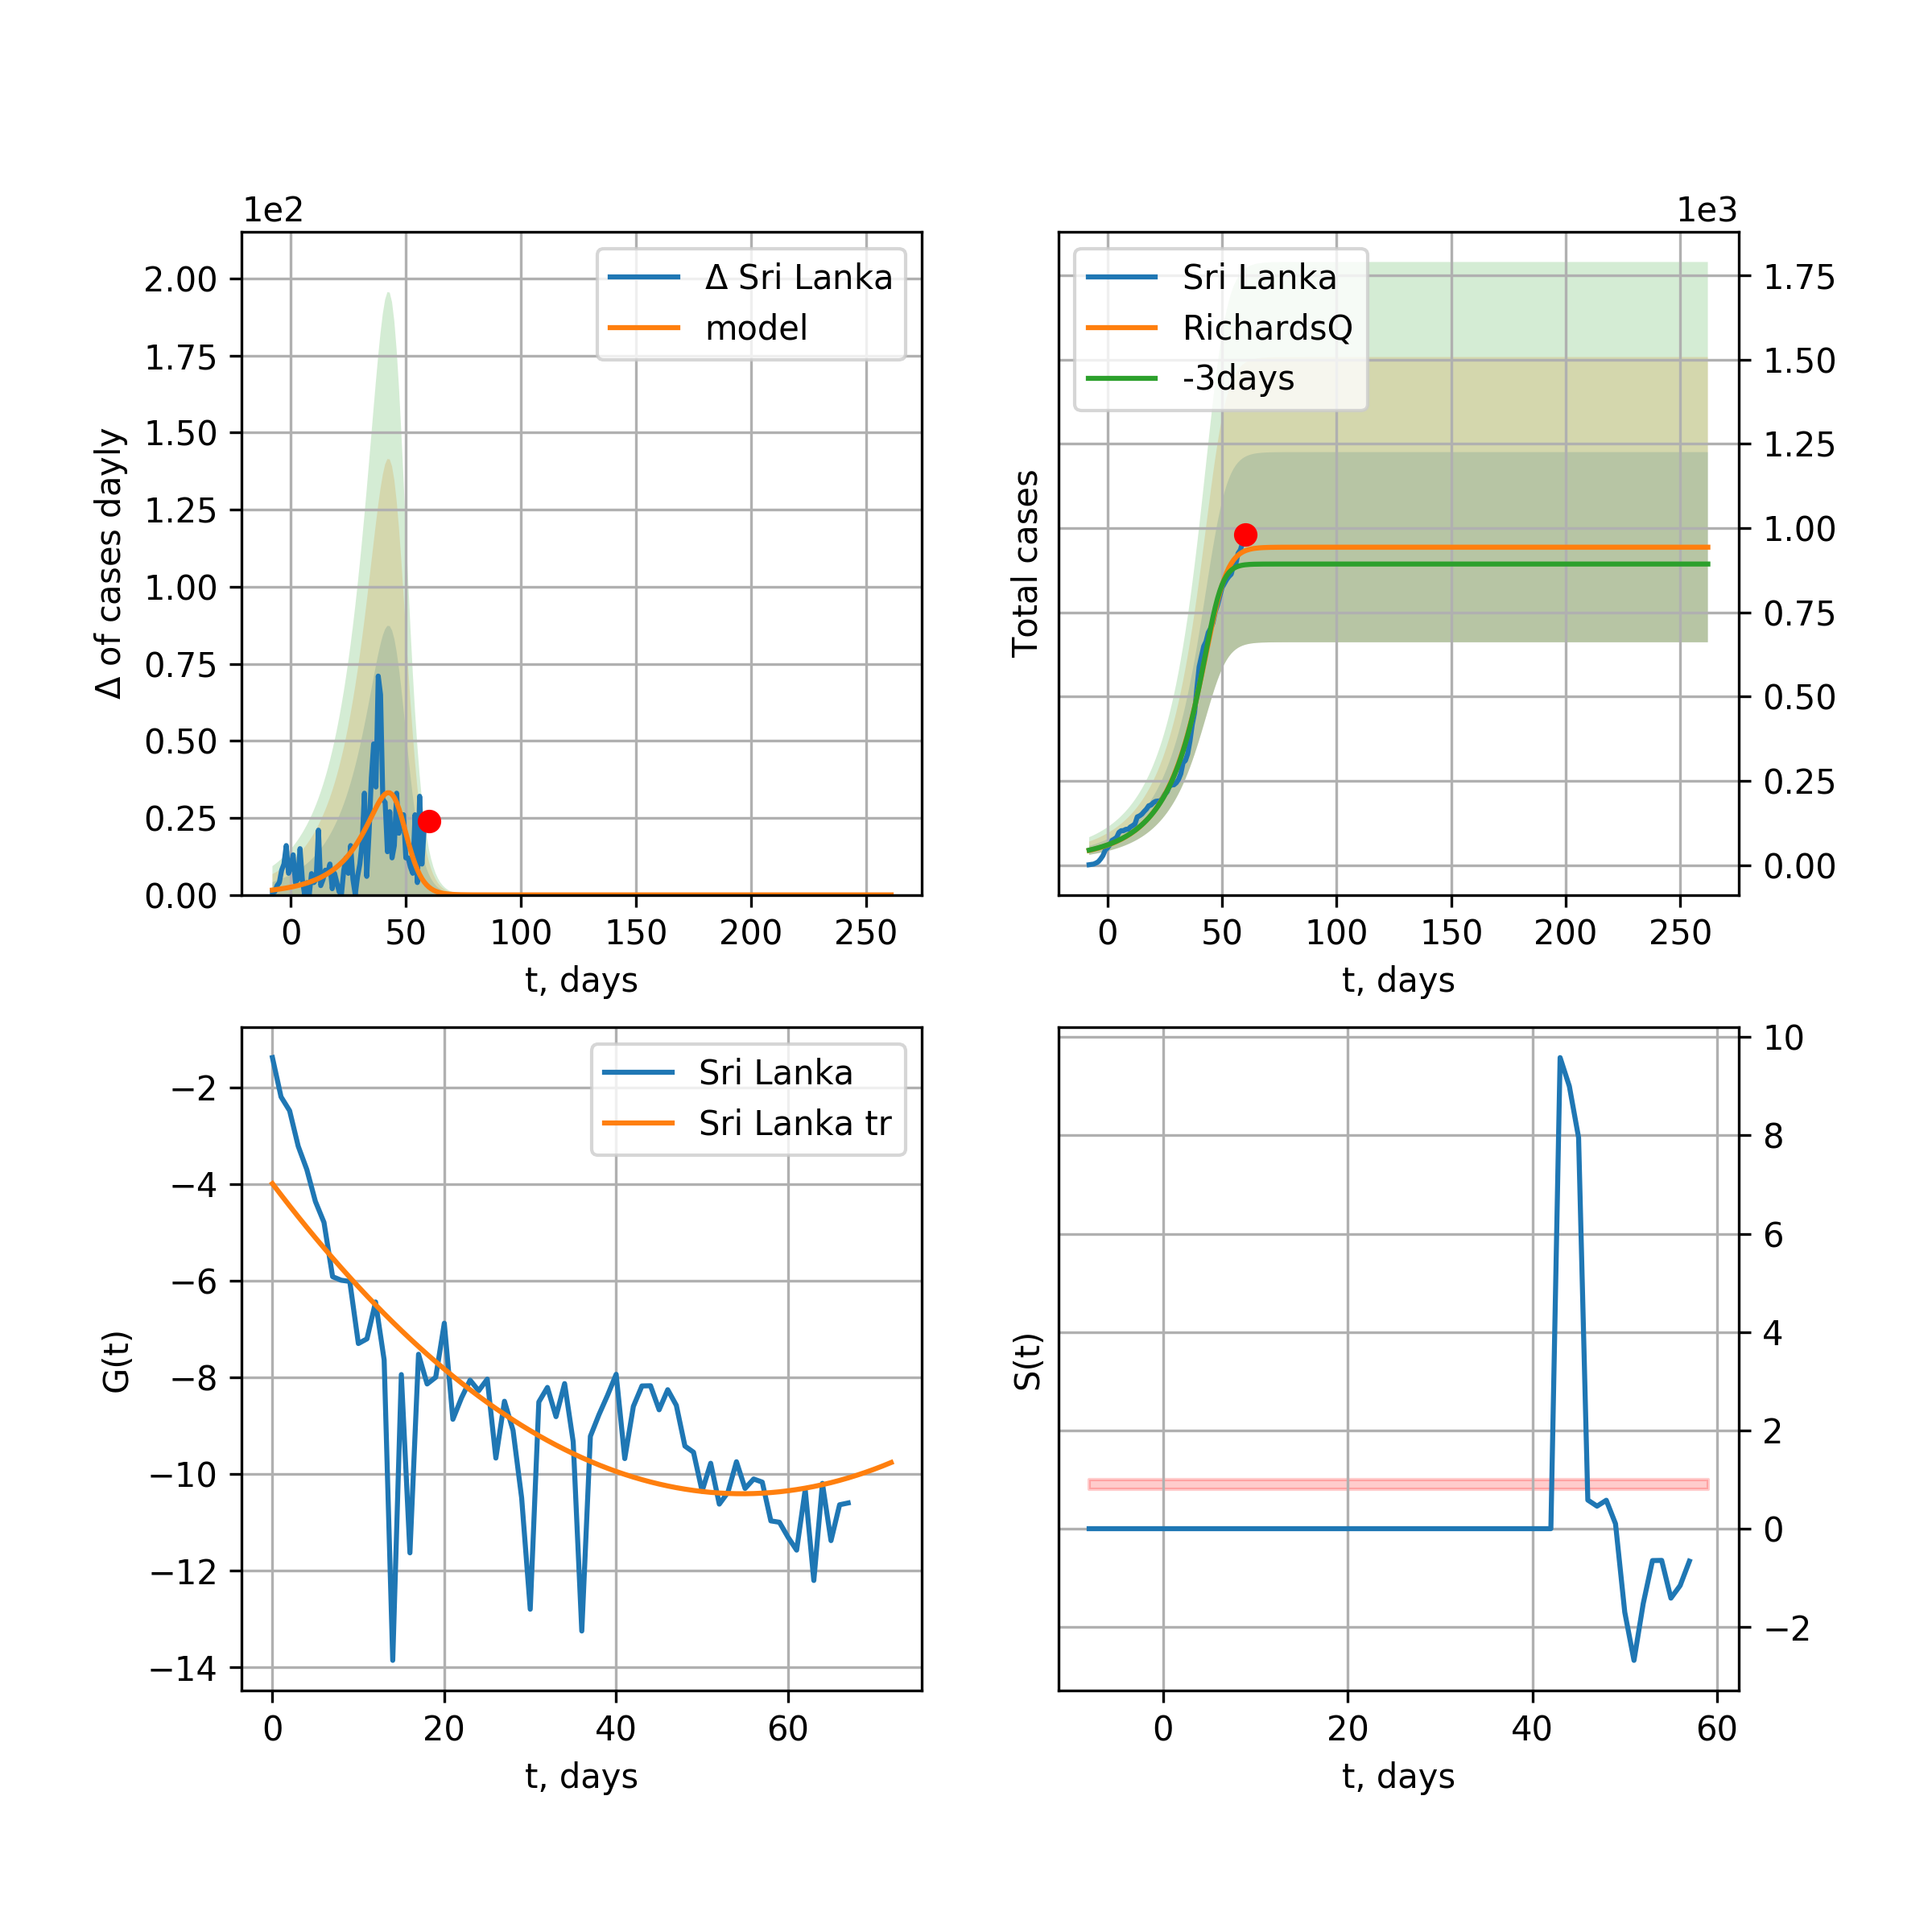 1e2
2.00
1.75
1.50
1.25
1.00
0.75
0.50
0.25
0.00
Δ of cases dayly
Δ Sri Lanka
model
0 50 100 150 200 250
t, days
1e3
Sri Lanka
RichardsQ
-3days
Total cases
1.75
1.50
1.25
1.00
0.75
0.50
0.25
0.00
0 50 100 150 200 250
t, days
−2
−4
−6
−8
−10
−12
−14
G(t)
Sri Lanka
Sri Lanka tr
0 20 40 60
t, days
S(t)
10
8
6
4
2
0
−2
0 20 40 60
t, days